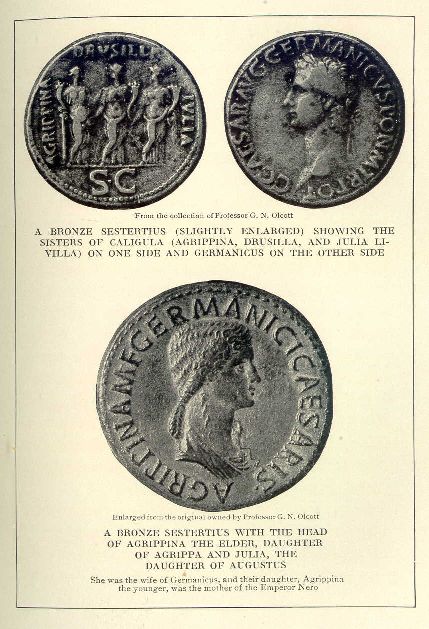 AGRIPPINA DRUSILLA IULIA
S C
C CAESAR AVG GERMANICVS PON M TR POT
From the collection of Professor G. N. Olcott
A BRONZE SESTERTIUS (SLIGHTLY ENLARGED) SHOWING THE
SISTERS OF CALIGULA (AGRIPPINA, DRUSILLA, AND JULIA LI-
VILLA) ON ONE SIDE AND GERMANICUS ON THE OTHER SIDE
AGRIPPINA M F GERMANICI CAESARIS
Enlarged from the original owned by Professor G. N. Olcott
A BRONZE SESTERTIUS WITH THE HEAD
OF AGRIPPINA THE ELDER, DAUGHTER
OF AGRIPPA AND JULIA, THE
DAUGHTER OF AUGUSTUS
She was the wife of Germanicus, and their daughter, Agrippina
the younger, was the mother of the Emperor Nero